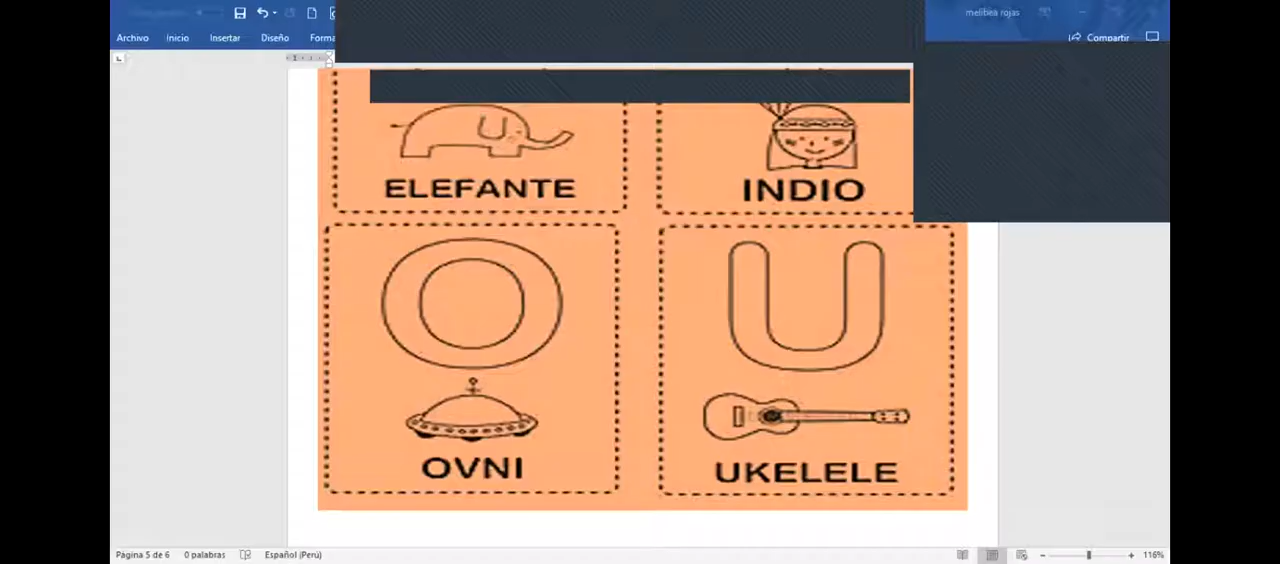 melibea rojas
Archivo Inicio Insertar Diseño Forma
Compartir
ELEFANTE
INDIO
O
U
OVNI
UKELELE
Página 5 de 6 0 palabras Español (Perú) 116%